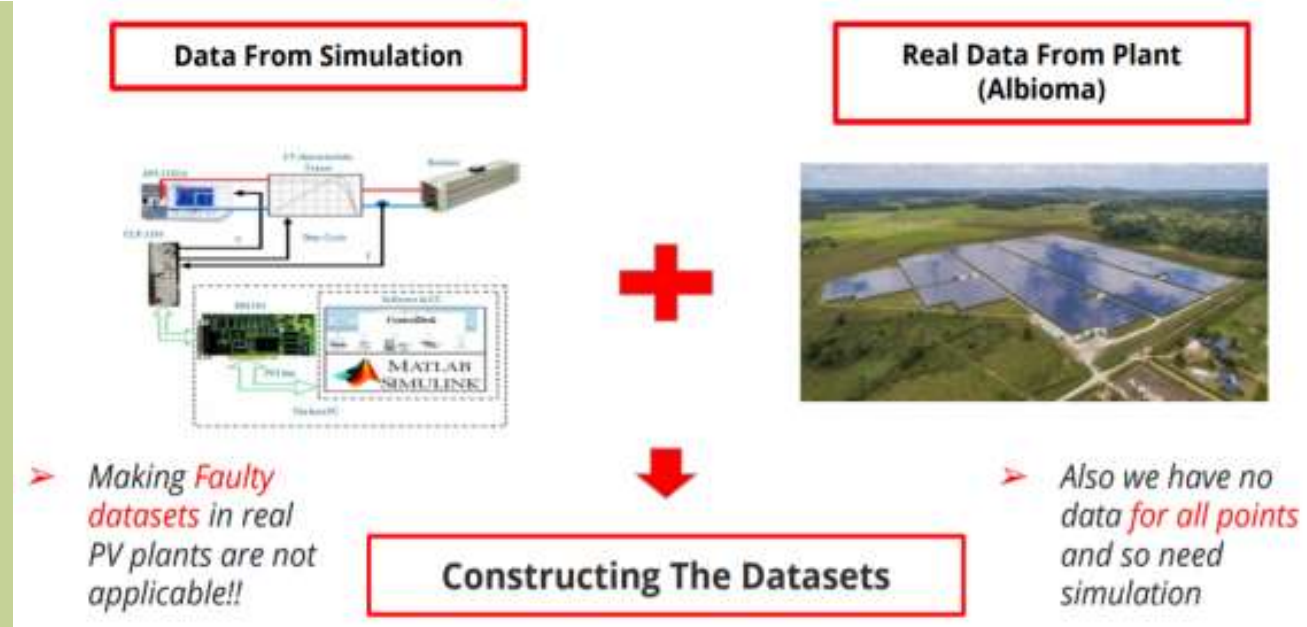 Data From Simulation
Real Data From Plant
(Albioma)
MATLAB
SIMULINK
➢ Making Faulty
datasets in real
PV plants are not
applicable!!
Constructing The Datasets
➢ Also we have no
data for all points
and so need
simulation